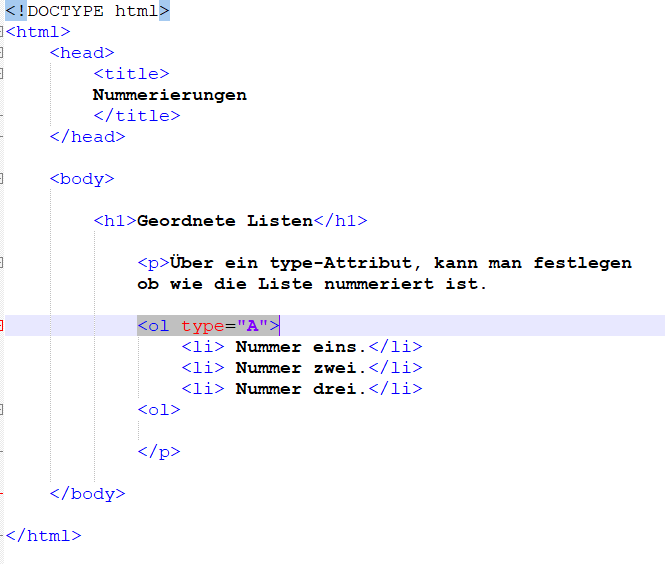 <!DOCTYPE html>
<html>
<head>
<title>
Nummerierungen
</title>
</head>
<body>
<h1>Geordnete Listen</h1>
<p>Über ein type-Attribut, kann man festlegen
ob wie die Liste nummeriert ist.
<ol type="A">
<li> Nummer eins.</li>
<li> Nummer zwei.</li>
<li> Nummer drei.</li>
<ol>
</p>
</body>
</html>